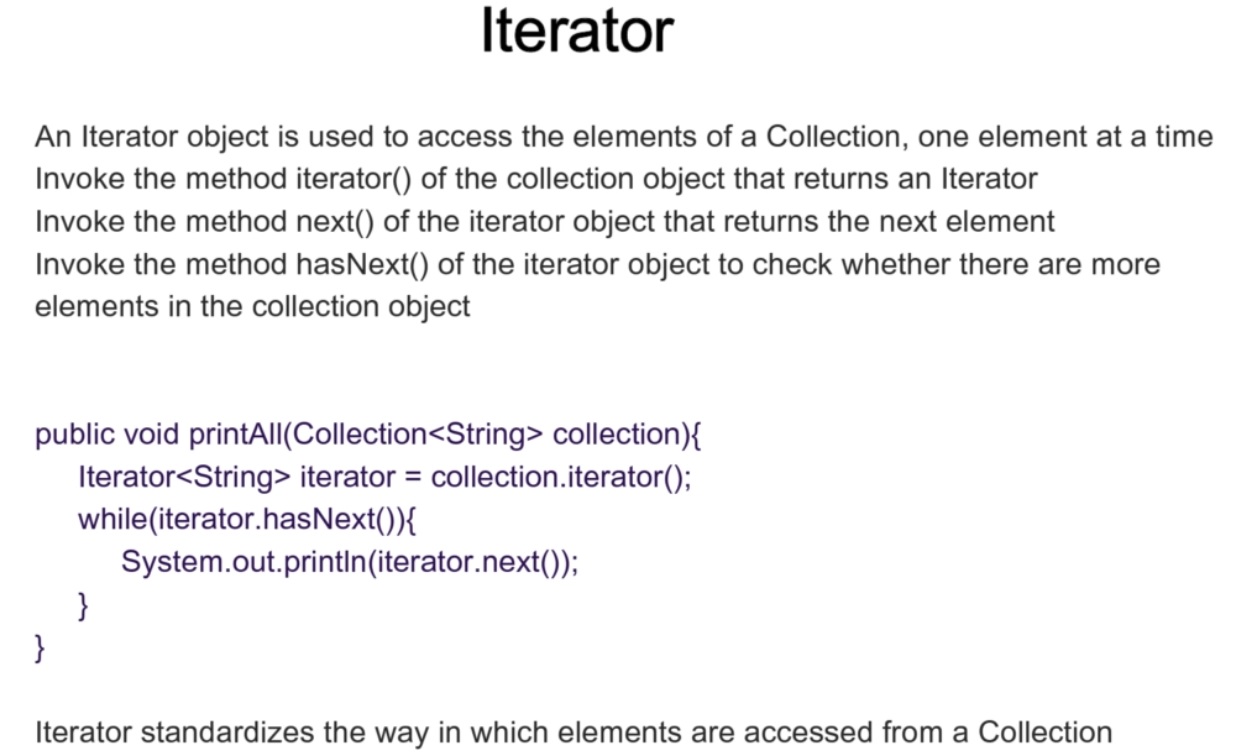 Iterator
An Iterator object is used to access the elements of a Collection, one element at a time
Invoke the method iterator() of the collection object that returns an Iterator
Invoke the method next() of the iterator object that returns the next element
Invoke the method hasNext() of the iterator object to check whether there are more
elements in the collection object
public void printAll(Collection<String> collection){
Iterator<String> iterator = collection.iterator();
while(iterator.hasNext()){
System.out.println(iterator.next());
}
}
Iterator standardizes the way in which elements are accessed from a Collection